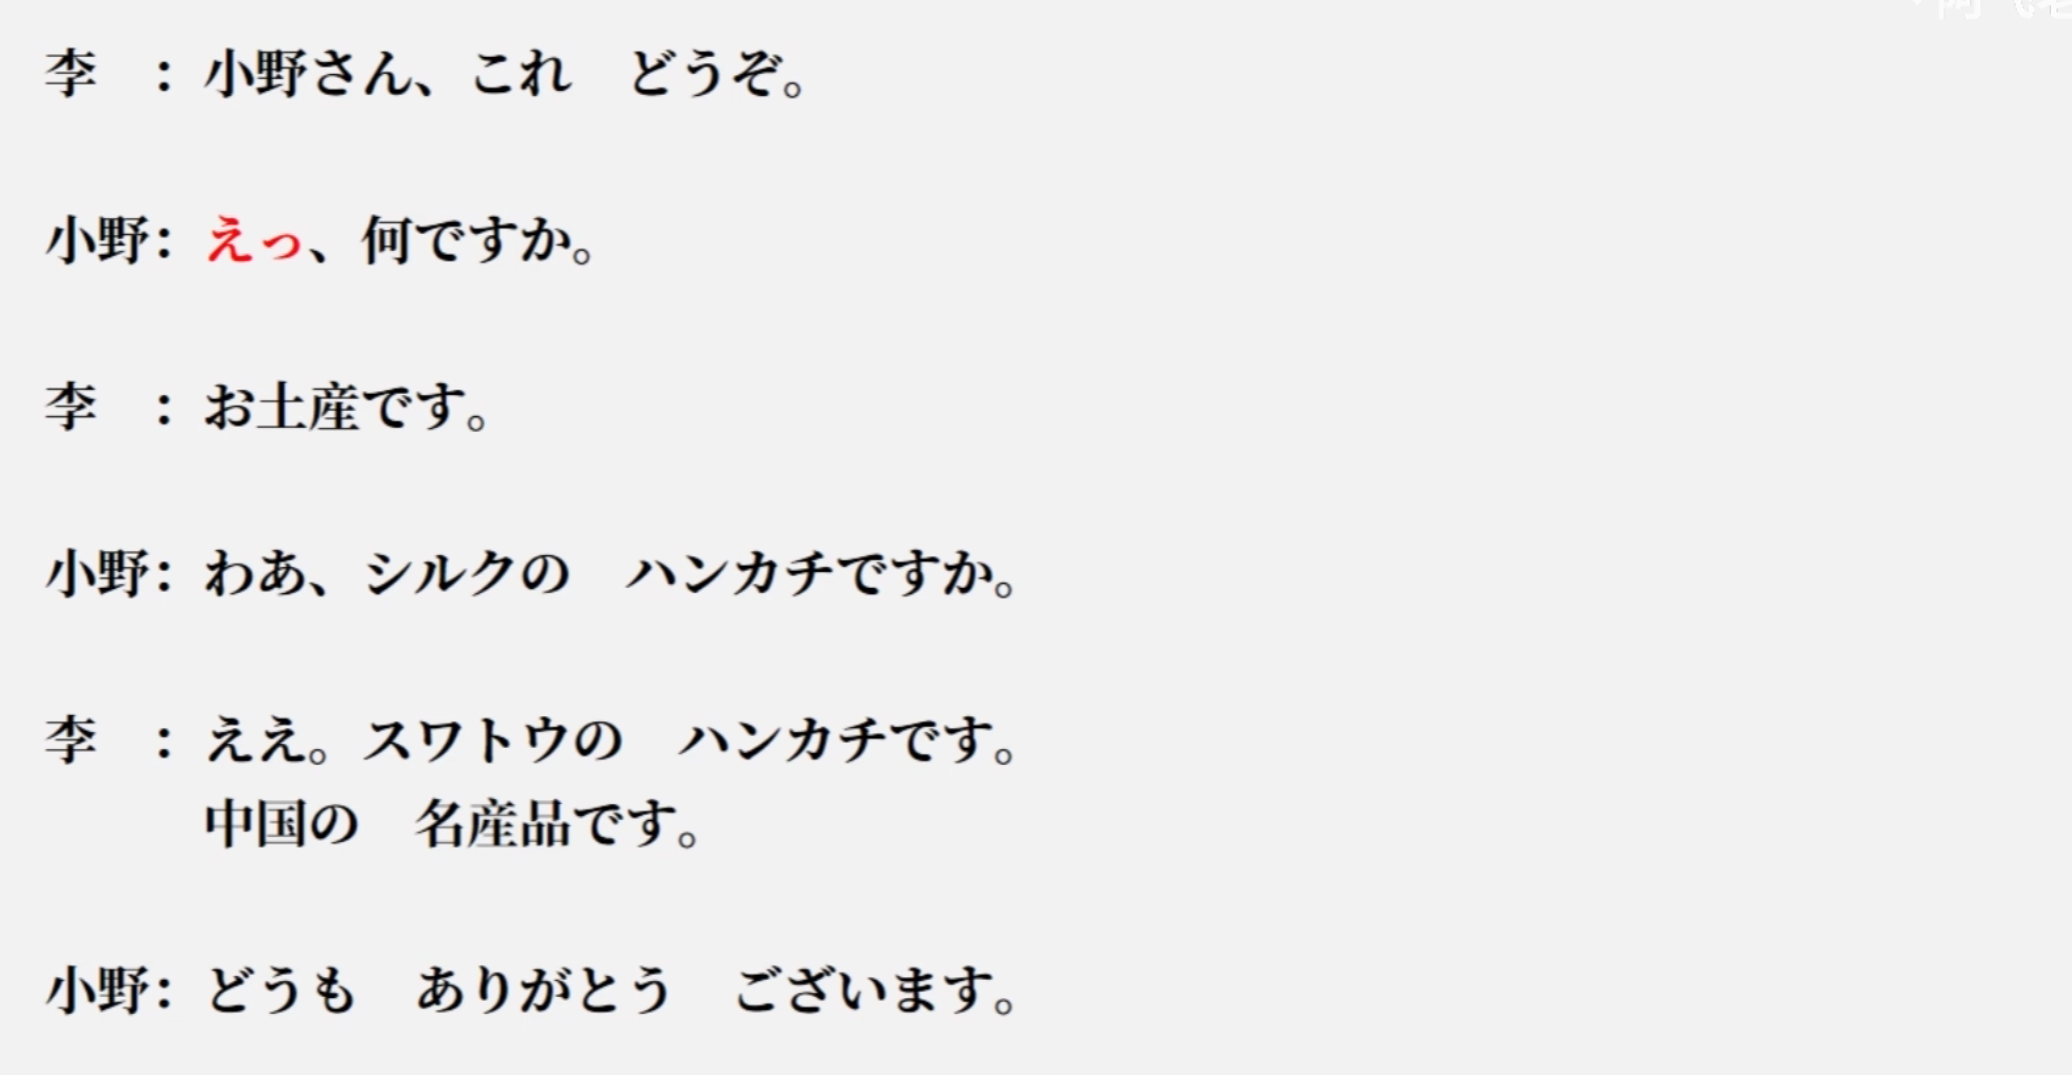 李　：小野さん、これ　どうぞ。
小野：えっ、何ですか。
李　：お土産です。
小野：わあ、シルクの　ハンカチですか。
李　：ええ。スワトウの　ハンカチです。
中国の　名産品です。
小野：どうも　ありがとう　ございます。